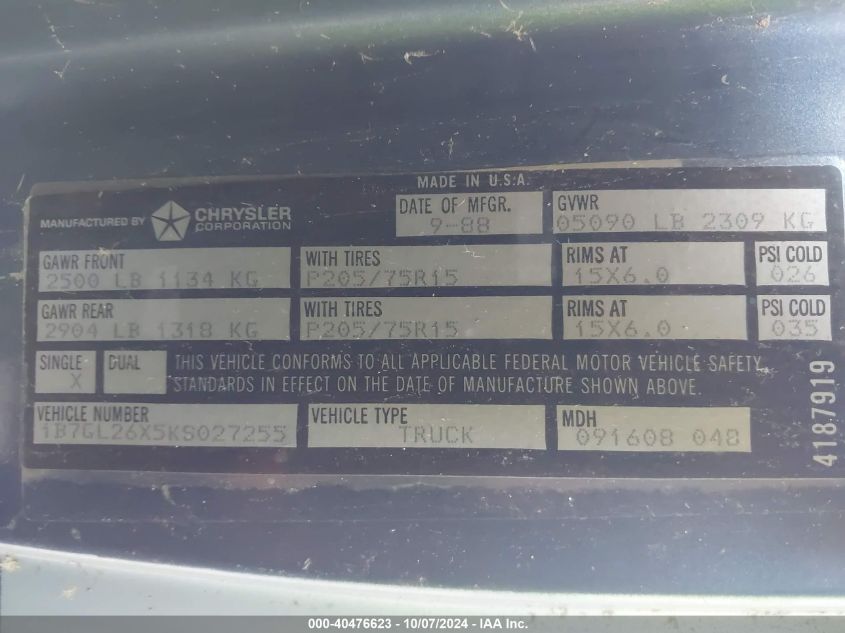 MADE IN U.S.A.
MANUFACTURED BY CHRYSLER CORPORATION
DATE OF MFGR.
9-88
GVWR
05090 LB 2309 KG
GAWR FRONT
2500 LB 1134 KG
WITH TIRES
P205/75R15
RIMS AT
15X6.0
PSI COLD
026
GAWR REAR
2904 LB 1318 KG
WITH TIRES
P205/75R15
RIMS AT
15X6.0
PSI COLD
035
SINGLE
X
DUAL
THIS VEHICLE CONFORMS TO ALL APPLICABLE FEDERAL MOTOR VEHICLE SAFETY
STANDARDS IN EFFECT ON THE DATE OF MANUFACTURE SHOWN ABOVE.
VEHICLE NUMBER
1B7GL26X5KS027255
VEHICLE TYPE
TRUCK
MDH
091608 048
4187919
000-40476623 - 10/07/2024 - IAA Inc.